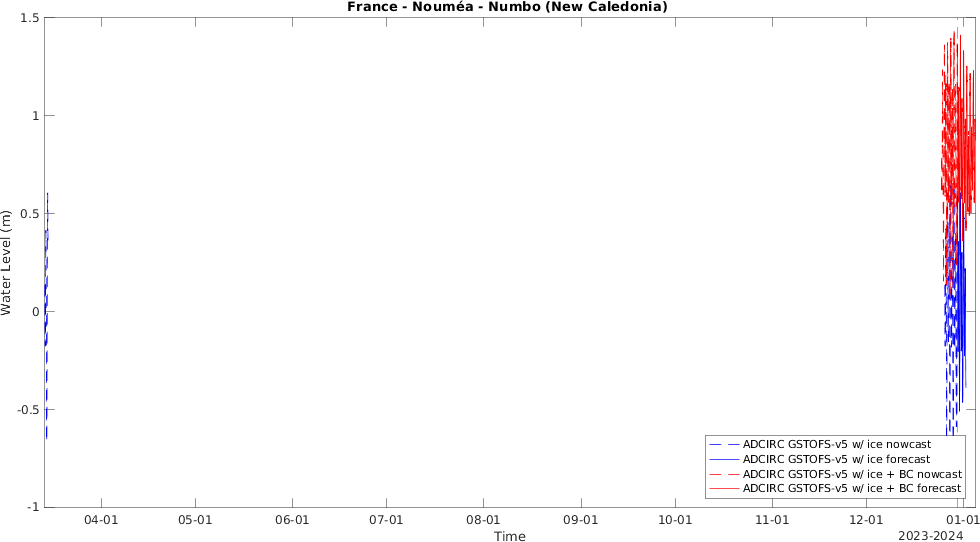 France - Nouméa - Numbo (New Caledonia)
1.5
1
0.5
0
-0.5
-1
Water Level (m)
ADCIRC GSTOFS-v5 w/ ice nowcast
ADCIRC GSTOFS-v5 w/ ice forecast
ADCIRC GSTOFS-v5 w/ ice + BC nowcast
ADCIRC GSTOFS-v5 w/ ice + BC forecast
04-01 05-01 06-01 07-01 08-01 09-01 10-01 11-01 12-01 01-01
Time
2023-2024